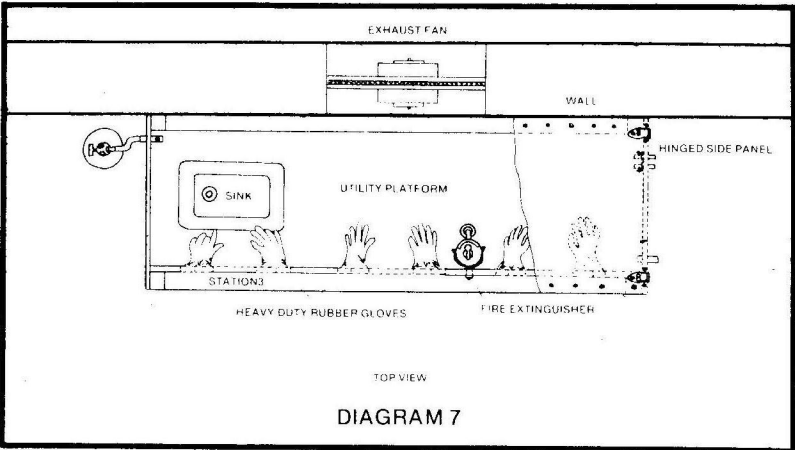 EXHAUST FAN
WALL
HINGED SIDE PANEL
SINK
UTILITY PLATFORM
STATION3
HEAVY DUTY RUBBER GLOVES
FIRE EXTINGUISHER
TOP VIEW
DIAGRAM 7